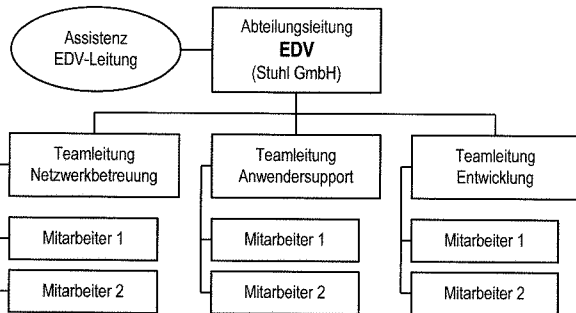 Assistenz
EDV-Leitung
Abteilungsleitung
EDV
(Stuhl GmbH)
Teamleitung
Netzwerkbetreuung
Mitarbeiter 1
Mitarbeiter 2
Teamleitung
Anwendersupport
Mitarbeiter 1
Mitarbeiter 2
Teamleitung
Entwicklung
Mitarbeiter 1
Mitarbeiter 2